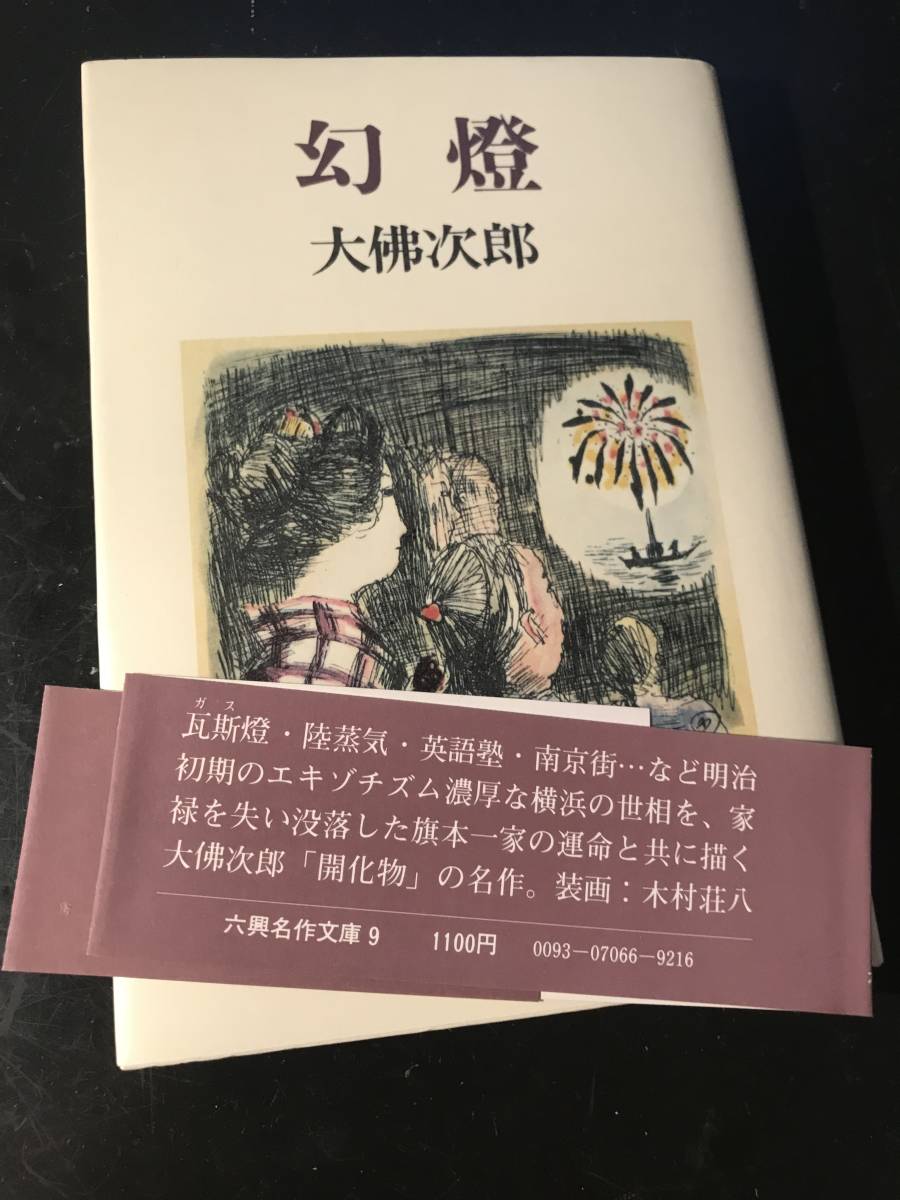 幻燈
大佛次郎
ガス
瓦斯燈・陸蒸気・英語塾・南京街…など明治
初期のエキゾチズム濃厚な横浜の世相を、家
禄を失い没落した旗本一家の運命と共に描く
大佛次郎「開化物」の名作。装画：木村荘八
六興名作文庫9 1100円 0093―07066―9216